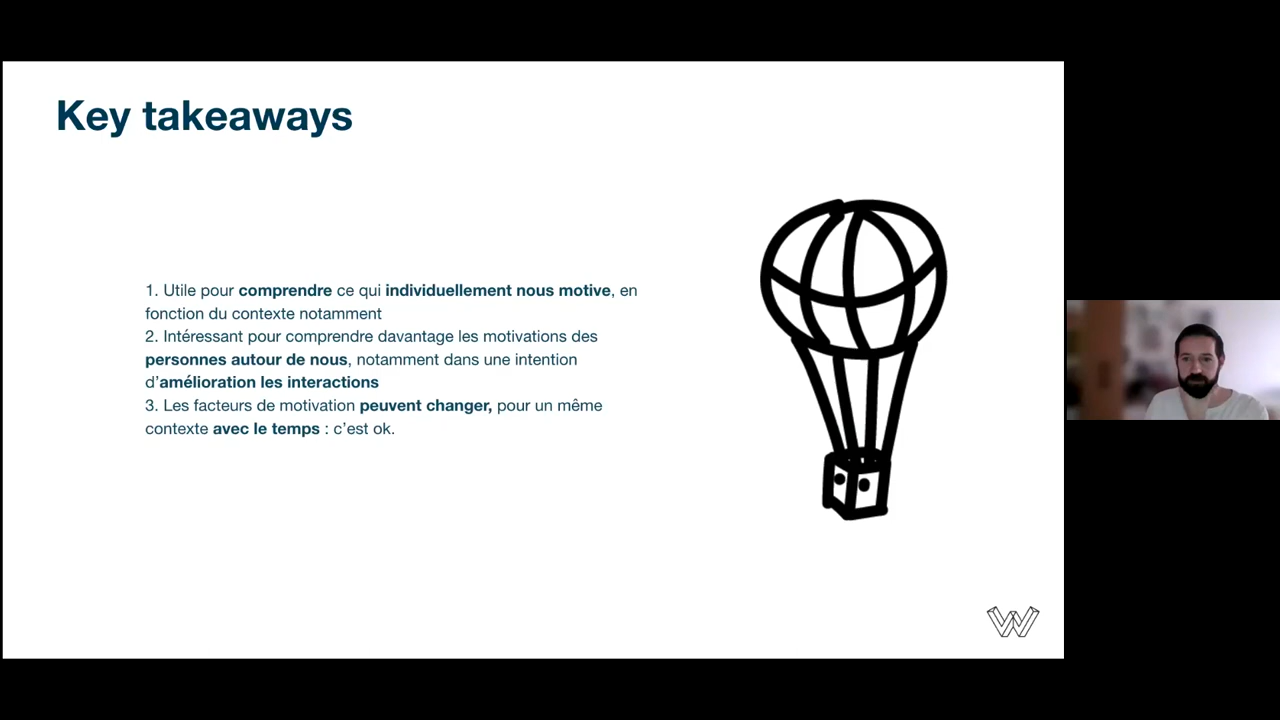 Key takeaways
1. Utile pour comprendre ce qui individuellement nous motive, en
fonction du contexte notamment
2. Intéressant pour comprendre davantage les motivations des
personnes autour de nous, notamment dans une intention
d’amélioration les interactions
3. Les facteurs de motivation peuvent changer, pour un même
contexte avec le temps : c’est ok.
W